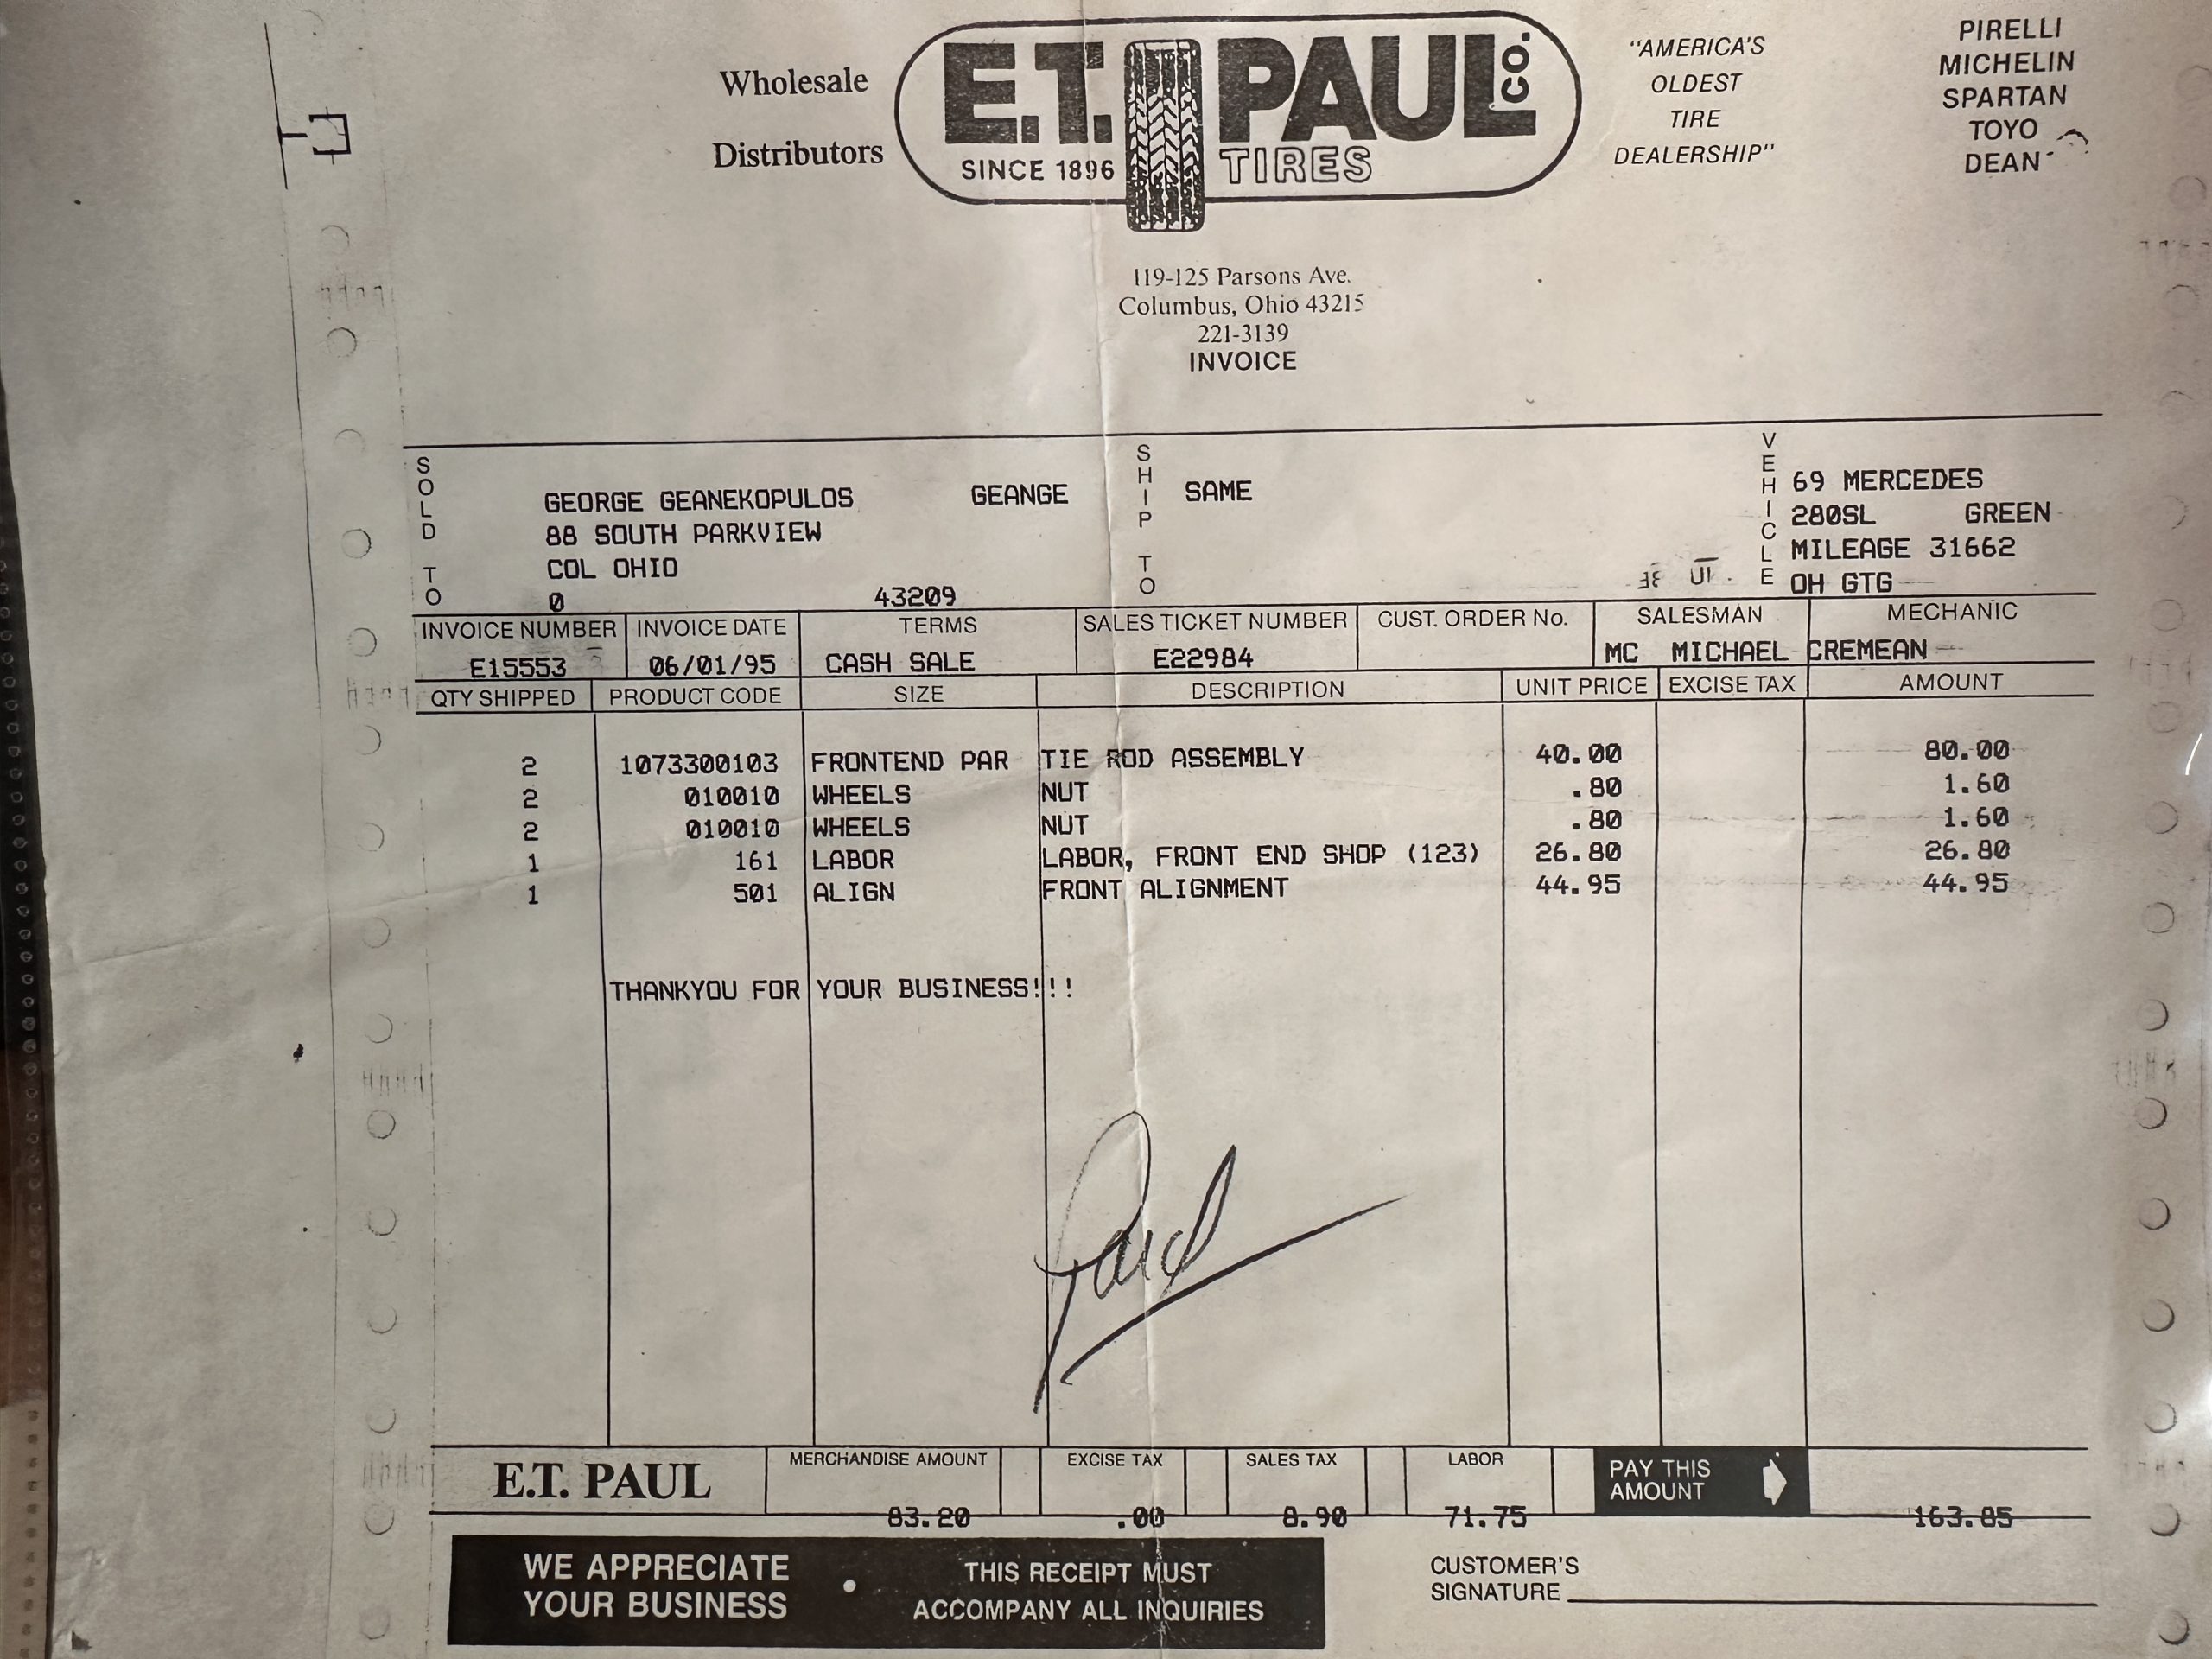 Wholesale
Distributors
E.T. PAUL CO.
SINCE 1896 TIRES
"AMERICA'S
OLDEST
TIRE
DEALERSHIP"
PIRELLI
MICHELIN
SPARTAN
TOYO
DEAN
119-125 Parsons Ave.
Columbus, Ohio 43215
221-3139
INVOICE
SOLD TO
GEORGE GEANEKOPULOS GEANGE
88 SOUTH PARKVIEW
COL OHIO
0 43209
SHIP TO
SAME
VEHICLE
69 MERCEDES
280SL GREEN
MILEAGE 31662
OH GTG
INVOICE NUMBER INVOICE DATE TERMS SALES TICKET NUMBER CUST. ORDER No. SALESMAN MECHANIC
E15553 06/01/95 CASH SALE E22984 MC MICHAEL CREMEAN
QTY SHIPPED PRODUCT CODE SIZE DESCRIPTION UNIT PRICE EXCISE TAX AMOUNT
2 1073300103 FRONTEND PAR TIE ROD ASSEMBLY 40.00 80.00
2 010010 WHEELS NUT .80 1.60
2 010010 WHEELS NUT .80 1.60
1 161 LABOR LABOR, FRONT END SHOP (123) 26.80 26.80
1 501 ALIGN FRONT ALIGNMENT 44.95 44.95
THANKYOU FOR YOUR BUSINESS!!!
Paid
E.T. PAUL
MERCHANDISE AMOUNT EXCISE TAX SALES TAX LABOR PAY THIS
AMOUNT
83.20 .00 8.90 71.75 163.85
WE APPRECIATE
YOUR BUSINESS
•
THIS RECEIPT MUST
ACCOMPANY ALL INQUIRIES
CUSTOMER'S
SIGNATURE